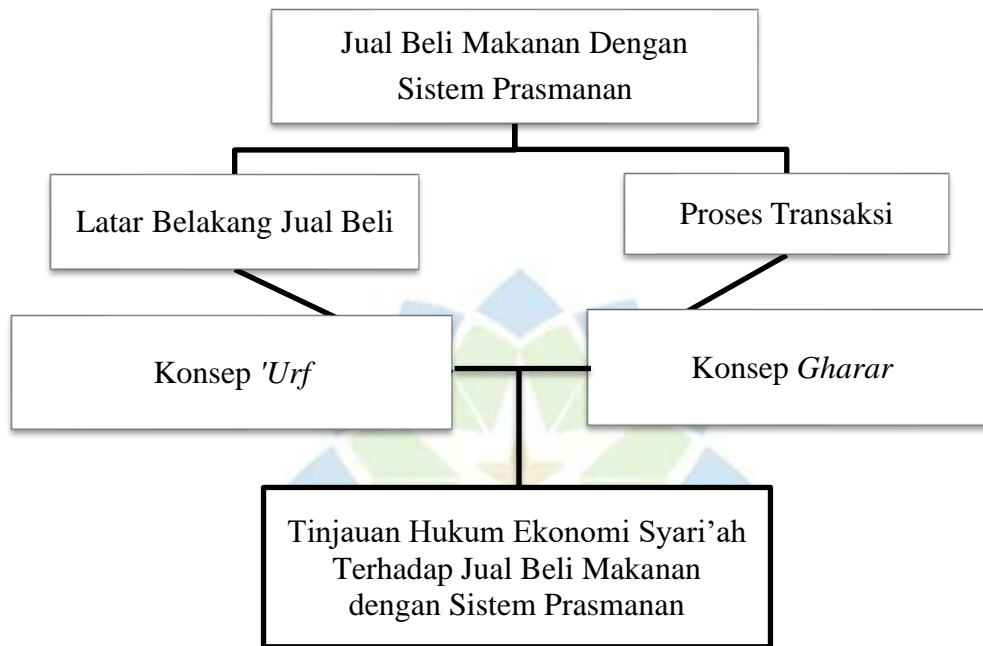 Jual Beli Makanan Dengan
Sistem Prasmanan
Latar Belakang Jual Beli
Proses Transaksi
Konsep 'Urf
Konsep Gharar
Tinjauan Hukum Ekonomi Syari’ah
Terhadap Jual Beli Makanan
dengan Sistem Prasmanan